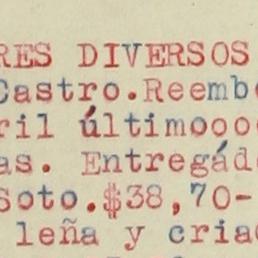 RES DIVERSOS
Castro.Reemb
ril últimooo
as. Entregád
Soto.$38,70-
leña y cria